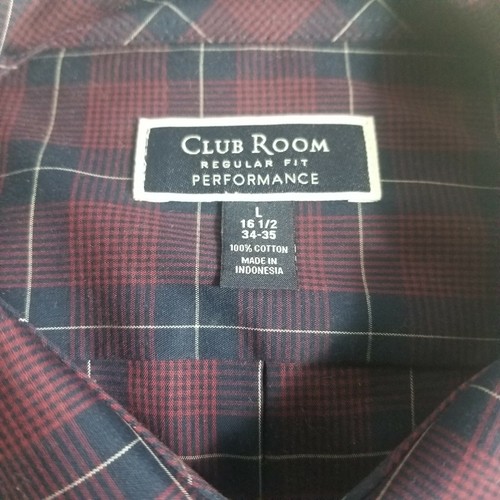 CLUB ROOM
REGULAR FIT
PERFORMANCE
L
16 1/2
34-35
100% COTTON
MADE IN
INDONESIA